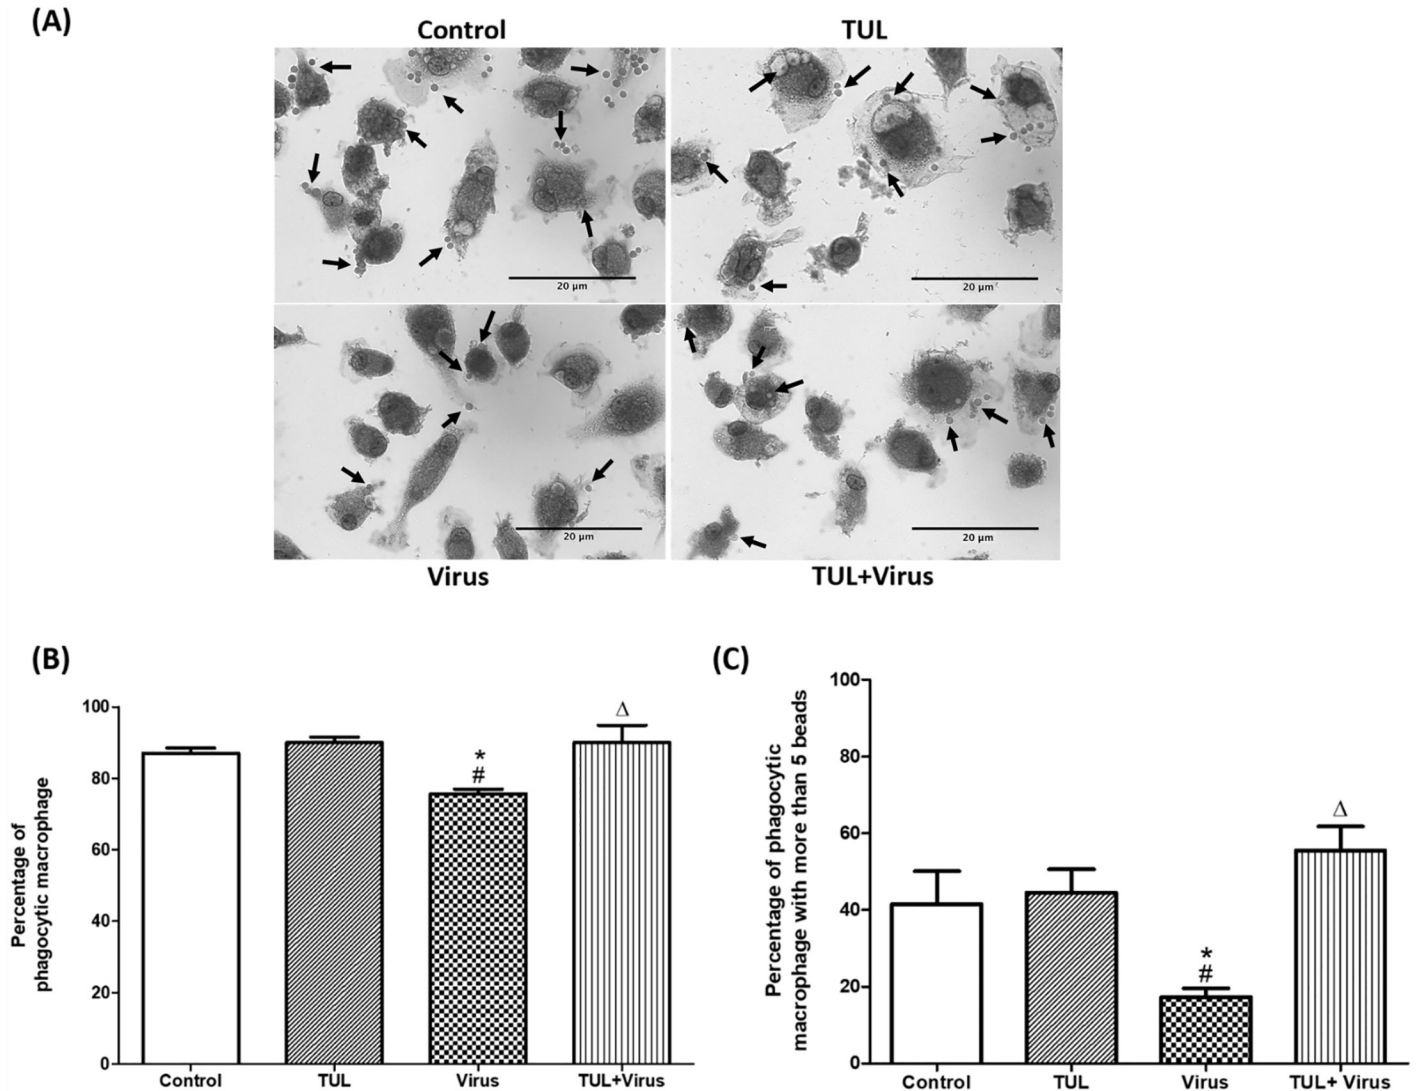 (A)
Control
TUL
20 μm
20 μm
20 μm
20 μm
Virus
TUL+Virus
(B)
Percentage of
phagocytic macrophage
100
80
60
40
20
0
*
#
Δ
Control
TUL
Virus
TUL+Virus
(C)
Percentage of phagocytic
macrophage with more than 5 beads
100
80
60
40
20
0
*
#
Δ
Control
TUL
Virus
TUL+ Virus